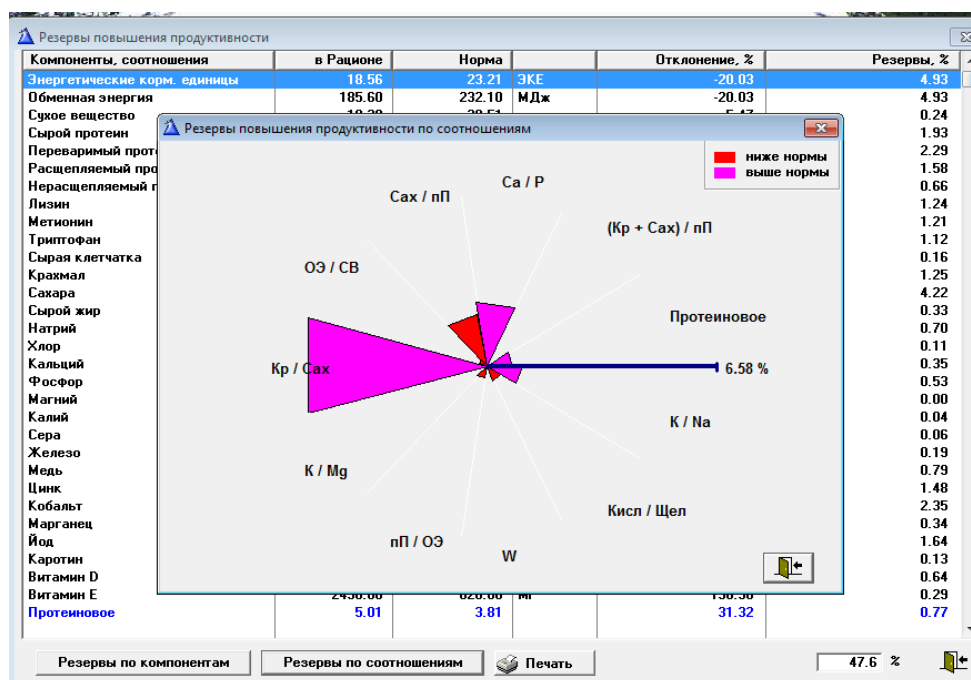 Резервы повышения продуктивности
Компоненты, соотношения в Рационе Норма Отклонение, % Резервы, %
Энергетические корм. единицы 18.56 23.21 ЭКЕ -20.03 4.93
Обменная энергия 185.60 232.10 МДж -20.03 4.93
Сухое вещество 0.24
Сырой протеин 1.93
Переваримый 2.29
Расщепляемый 1.58
Нерасщепляемый 0.66
Лизин 1.24
Метионин 1.21
Триптофан 1.12
Сырая клетчатка 0.16
Крахмал 1.25
Сахара 4.22
Сырой жир 0.33
Натрий 0.70
Хлор 0.11
Кальций 0.35
Фосфор 0.53
Магний 0.00
Калий 0.04
Сера 0.06
Железо 0.19
Медь 0.79
Цинк 1.48
Кобальт 2.35
Марганец 0.34
Йод 1.64
Каротин 0.13
Витамин D 0.64
Витамин E 0.29
Протеиновое 5.01 3.81 31.32 0.77
Резервы повышения продуктивности по соотношениям
ниже нормы
выше нормы
Ca / P
Сах / пП
(Кр + Сах) / пП
ОЭ / СВ
Протеиновое
Кр / Сах
6.58 %
K / Na
K / Mg
Кисл / Щел
пП / ОЭ
W
Резервы по компонентам Резервы по соотношениям Печать 47.6 %